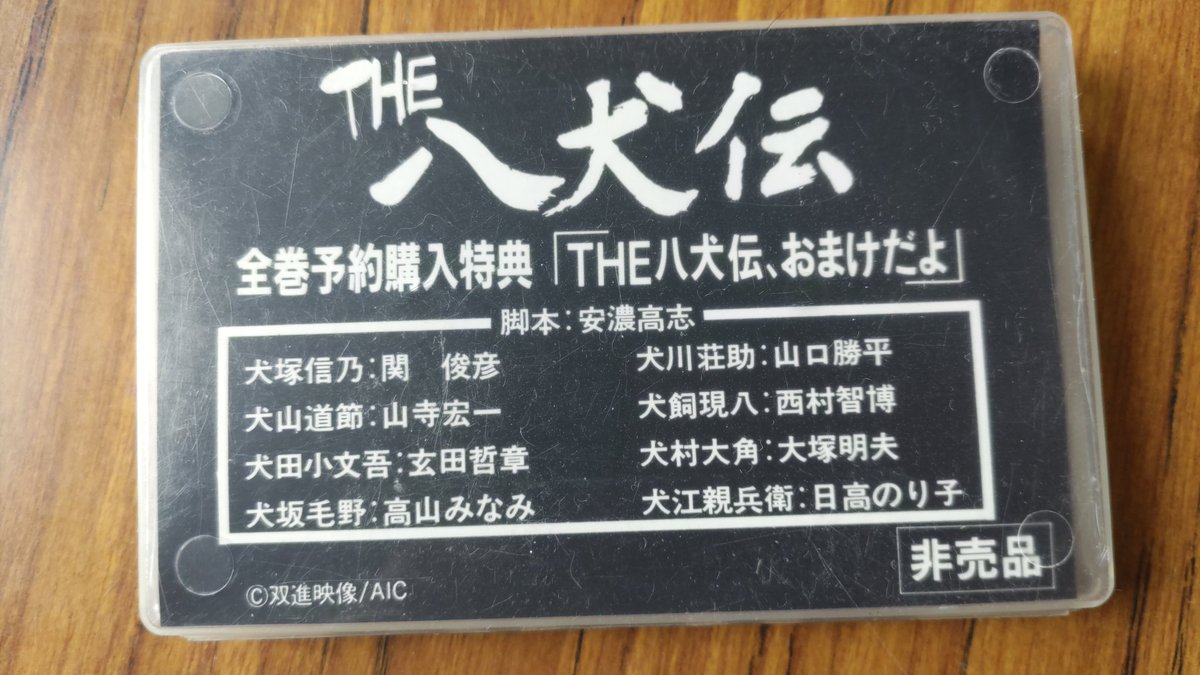 THE 八犬伝
全巻予約購入特典「THE八犬伝、おまけだよ」
脚本:安濃高志
犬塚信乃:関　俊彦
犬山道節:山寺宏一
犬田小文吾:玄田哲章
犬坂毛野:高山みなみ
犬川荘助:山口勝平
犬飼現八:西村智博
犬村大角:大塚明夫
犬江親兵衛:日高のり子
非売品
©双進映像/AIC